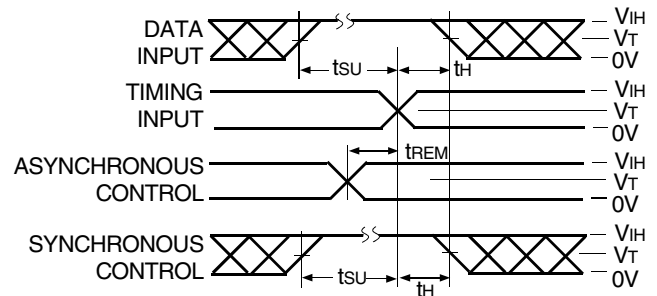 DATA INPUT
VIH
VT
0V
tSU
tH
TIMING INPUT
VIH
VT
0V
tREM
ASYNCHRONOUS CONTROL
VIH
VT
0V
SYNCHRONOUS CONTROL
VIH
VT
0V
tSU
tH